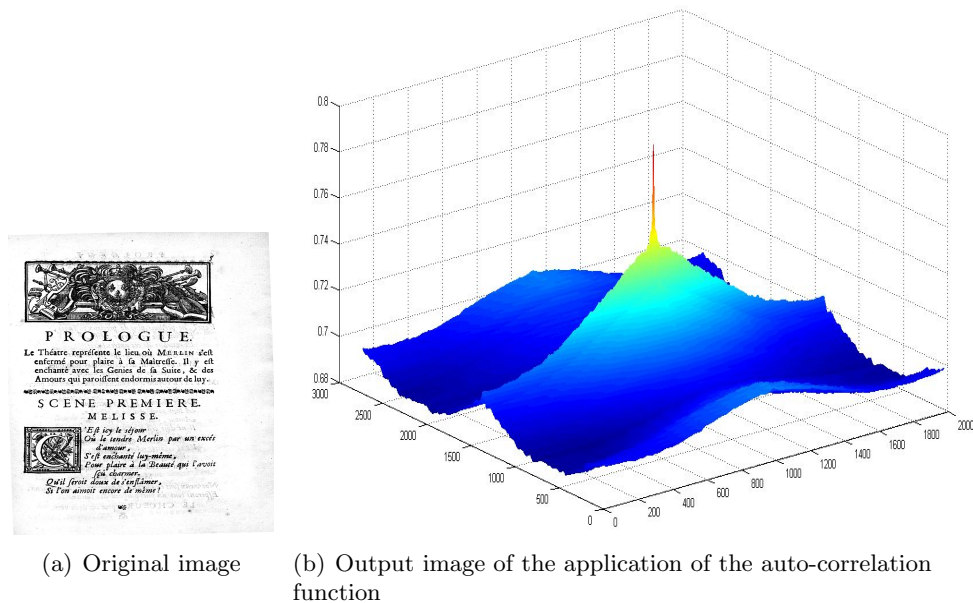 PROLOGUE.
Le Théatre représente le lieu où MERLIN s'est
enfermé pour plaire à sa Maîtresse. Il y est
enchanté avec les Genies de sa Suite, & des
Amours qui paroissent endormis autour de luy.
SCENE PREMIERE.
MELISSE.
C'Est icy le séjour
Où le tendre Merlin par un excés
d'amour,
S'est enchanté luy-même,
Pour plaire à la Beauté qui l'avoit
sçû charmer.
Qu'il seroit doux de s'enflâmer,
Si l'on aimoit encore de même!
(a) Original image
0.8
0.78
0.76
0.74
0.72
0.7
0.68
3000
2500
2000
1500
1000
500
0
0
200
400
600
800
1000
1200
1400
1600
1800
2000
(b) Output image of the application of the auto-correlation
function